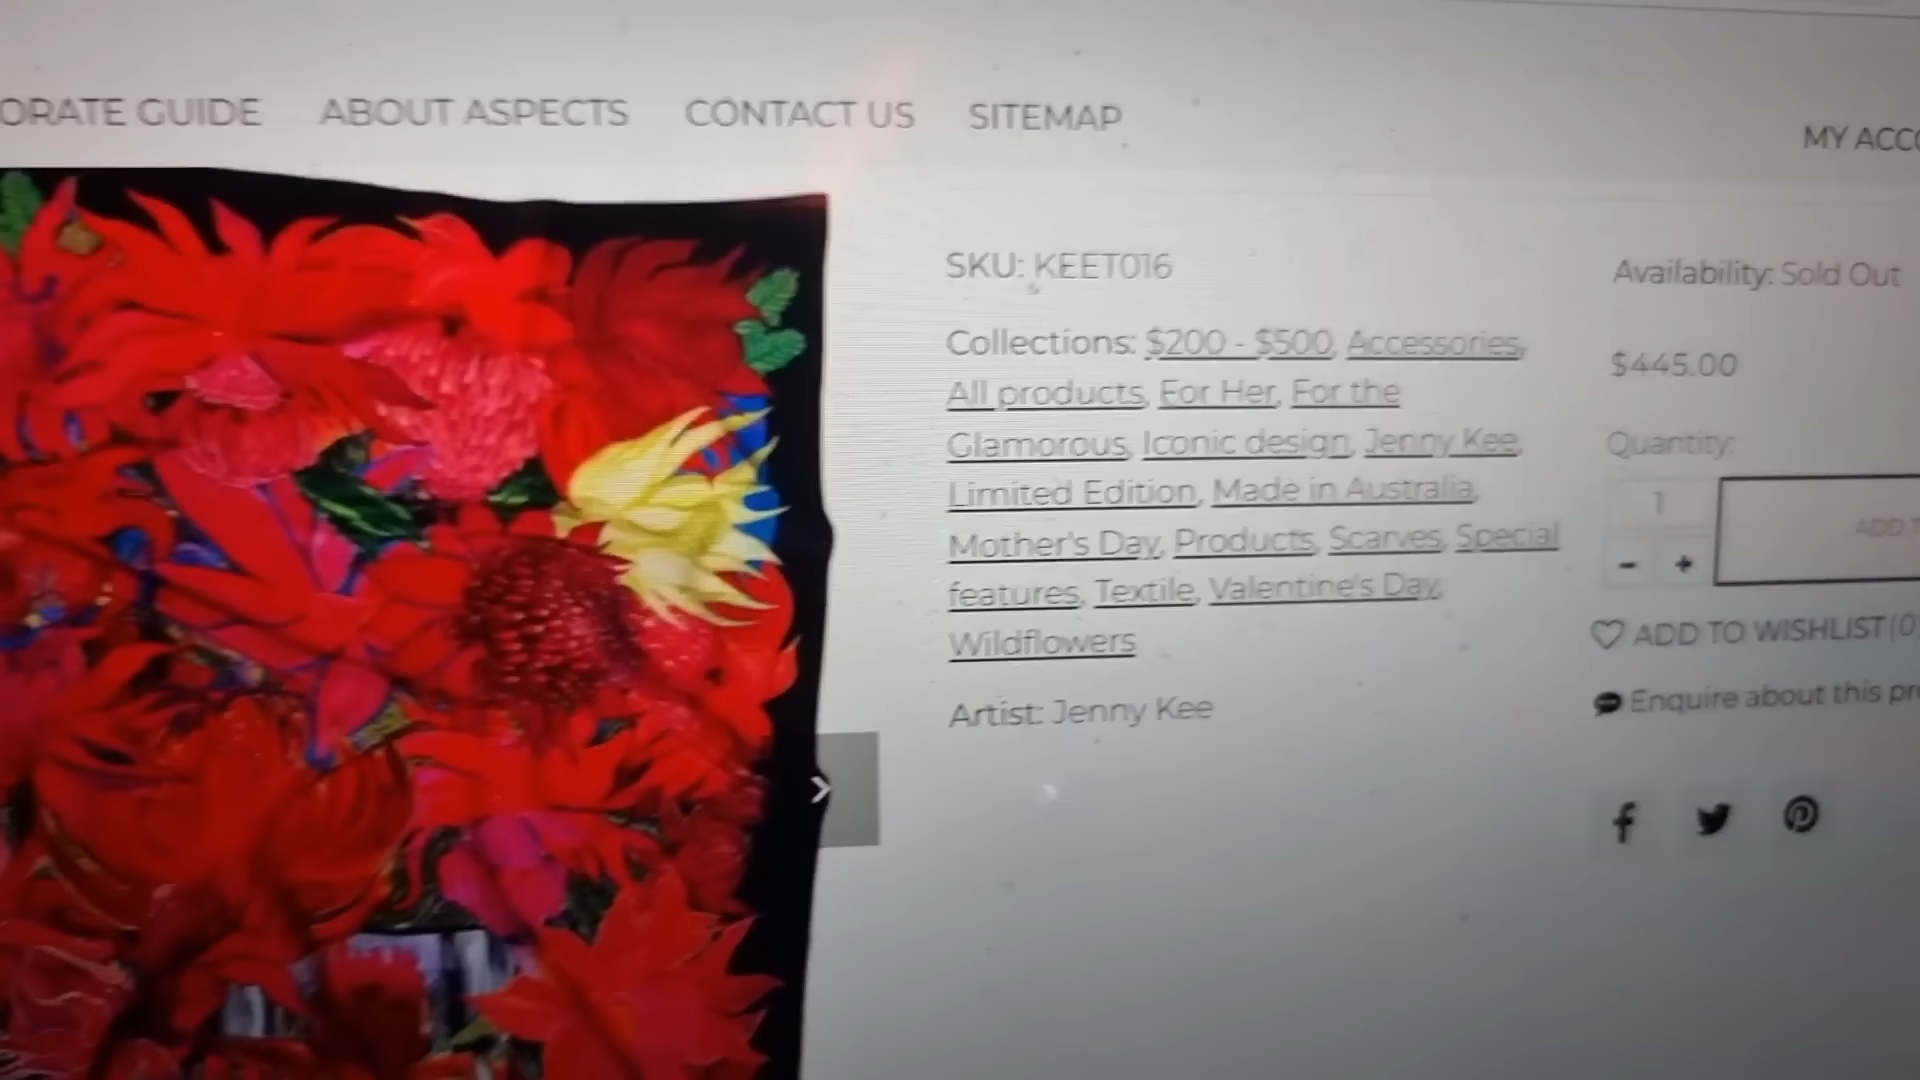 ORATE GUIDE ABOUT ASPECTS CONTACT US SITEMAP
MY ACCO
SKU: KEET016
Collections: $200 - $500, Accessories,
All products, For Her, For the
Glamorous, Iconic design, Jenny Kee,
Limited Edition, Made in Australia,
Mother's Day, Products, Scarves, Special
features, Textile, Valentine's Day,
Wildflowers
Artist: Jenny Kee
Availability: Sold Out
$445.00
Quantity:
1
- +
ADD T
ADD TO WISHLIST (0
Enquire about this pr